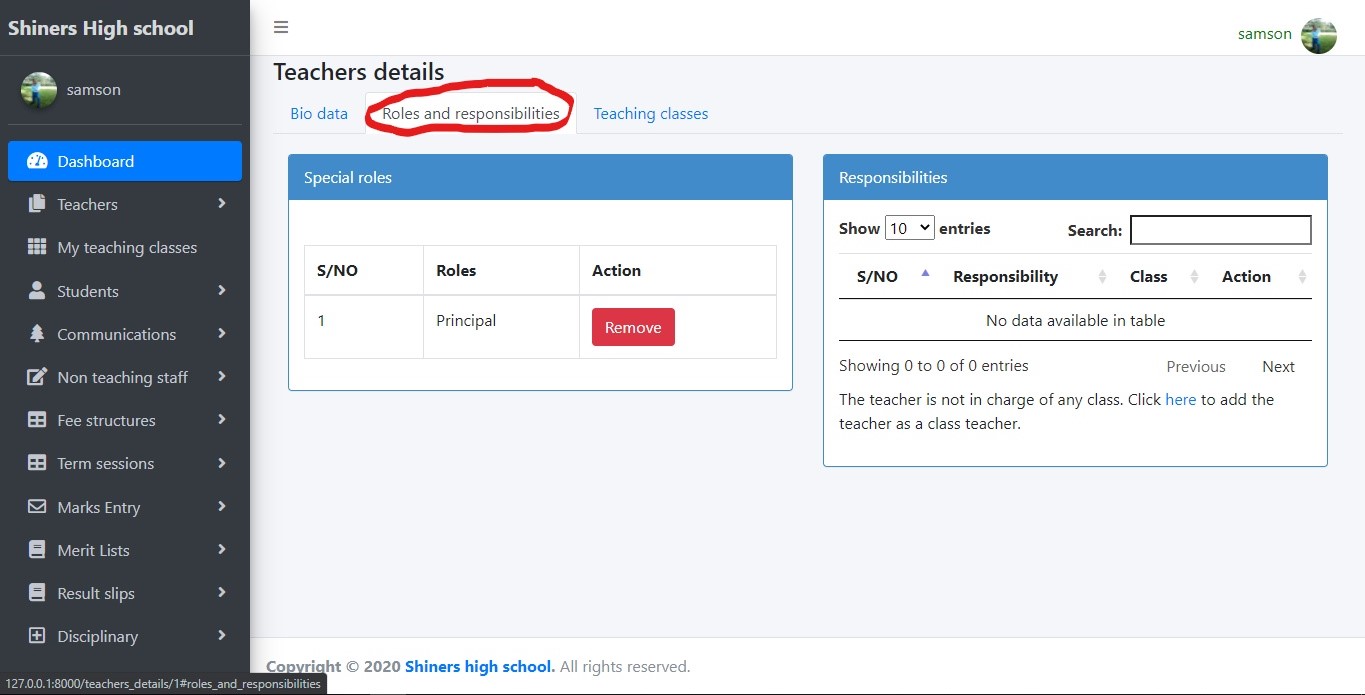 Shiners High school
samson
samson
Dashboard
Teachers
My teaching classes
Students
Communications
Non teaching staff
Fee structures
Term sessions
Marks Entry
Merit Lists
Result slips
Disciplinary
127.0.0.1:8000/teachers_details/1#roles_and_responsibilities
Teachers details
Bio data Roles and responsibilities Teaching classes
Special roles
S/NO Roles Action
1 Principal Remove
Responsibilities
Show 10 entries Search:
S/NO Responsibility Class Action
No data available in table
Showing 0 to 0 of 0 entries Previous Next
The teacher is not in charge of any class. Click here to add the
teacher as a class teacher.
Copyright © 2020 Shiners high school. All rights reserved.